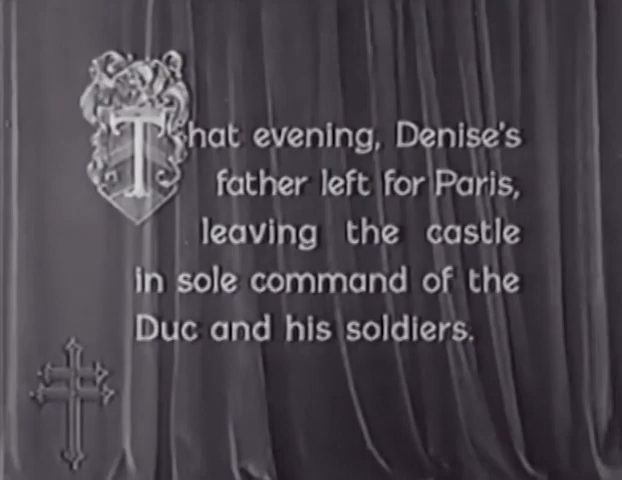 That evening, Denise's
father left for Paris,
leaving the castle
in sole command of the
Duc and his soldiers.